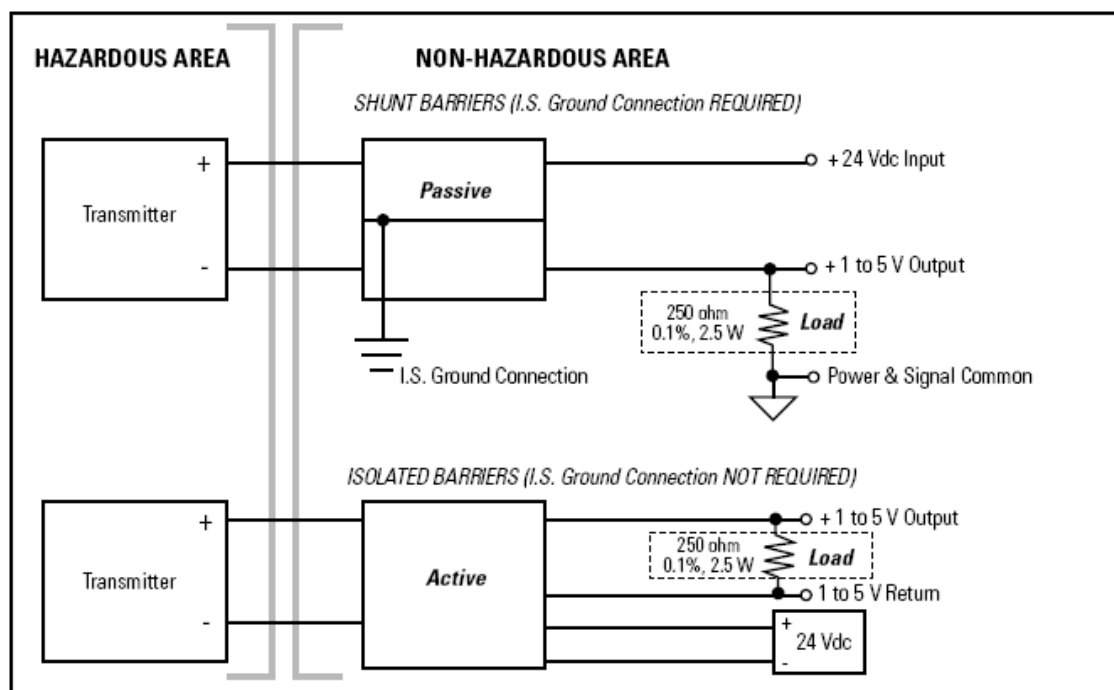 HAZARDOUS AREA
NON-HAZARDOUS AREA
SHUNT BARRIERS (I.S. Ground Connection REQUIRED)
+
Transmitter
-
Passive
+ 24 Vdc Input
+ 1 to 5 V Output
250 ohm
0.1%, 2.5 W
Load
I.S. Ground Connection
Power & Signal Common
ISOLATED BARRIERS (I.S. Ground Connection NOT REQUIRED)
+
Transmitter
-
Active
+ 1 to 5 V Output
250 ohm
0.1%, 2.5 W
Load
1 to 5 V Return
+
24 Vdc
-